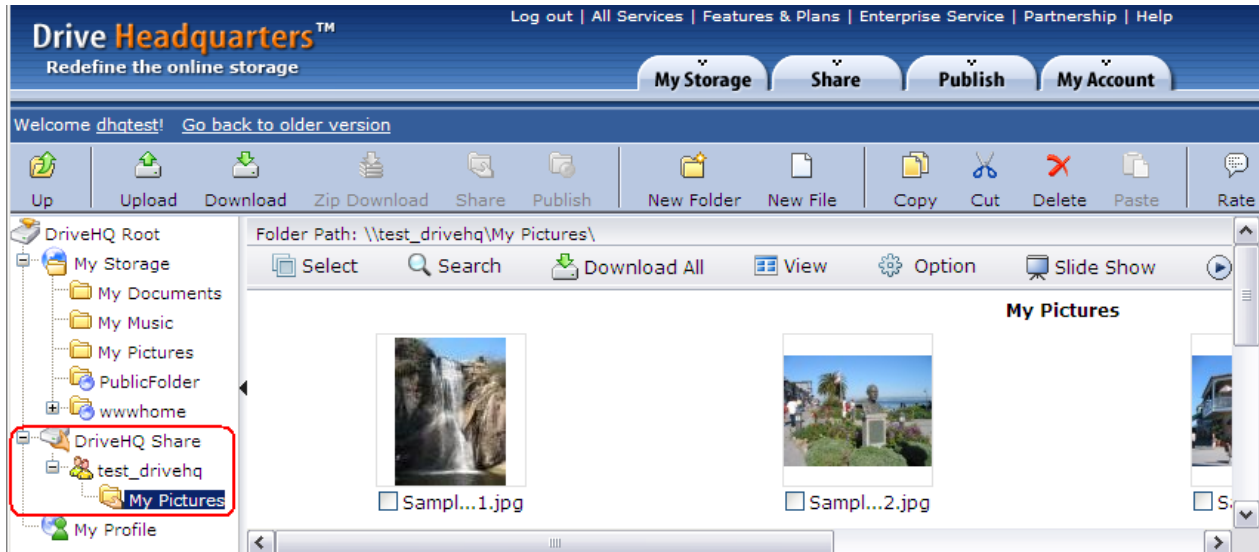 Log out | All Services | Features & Plans | Enterprise Service | Partnership | Help
Drive Headquarters™
Redefine the online storage
My Storage Share Publish My Account
Welcome dhqtest! Go back to older version
Up Upload Download Zip Download Share Publish New Folder New File Copy Cut Delete Paste Rate
DriveHQ Root
My Storage
My Documents
My Music
My Pictures
PublicFolder
wwwhome
DriveHQ Share
test_drivehq
My Pictures
My Profile
Folder Path: \\test_drivehq\My Pictures\
Select Search Download All View Option Slide Show
My Pictures
Sampl...1.jpg Sampl...2.jpg